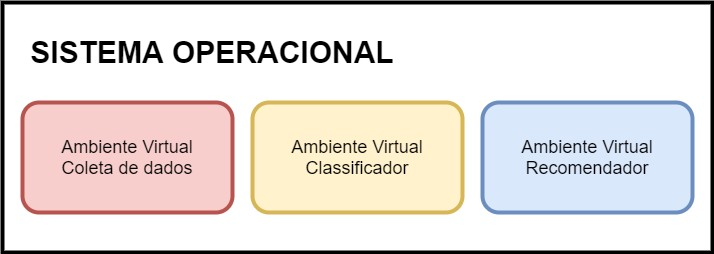 SISTEMA OPERACIONAL
Ambiente Virtual
Coleta de dados
Ambiente Virtual
Classificador
Ambiente Virtual
Recomendador